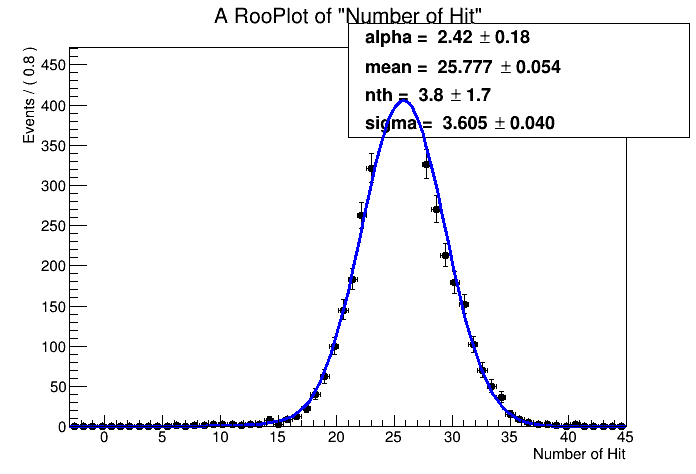 A RooPlot of "Number of Hit"
alpha = 2.42 ± 0.18
mean = 25.777 ± 0.054
nth = 3.8 ± 1.7
sigma = 3.605 ± 0.040
Events / ( 0.8 )
450
400
350
300
250
200
150
100
50
0
0 5 10 15 20 25 30 35 40 45
Number of Hit